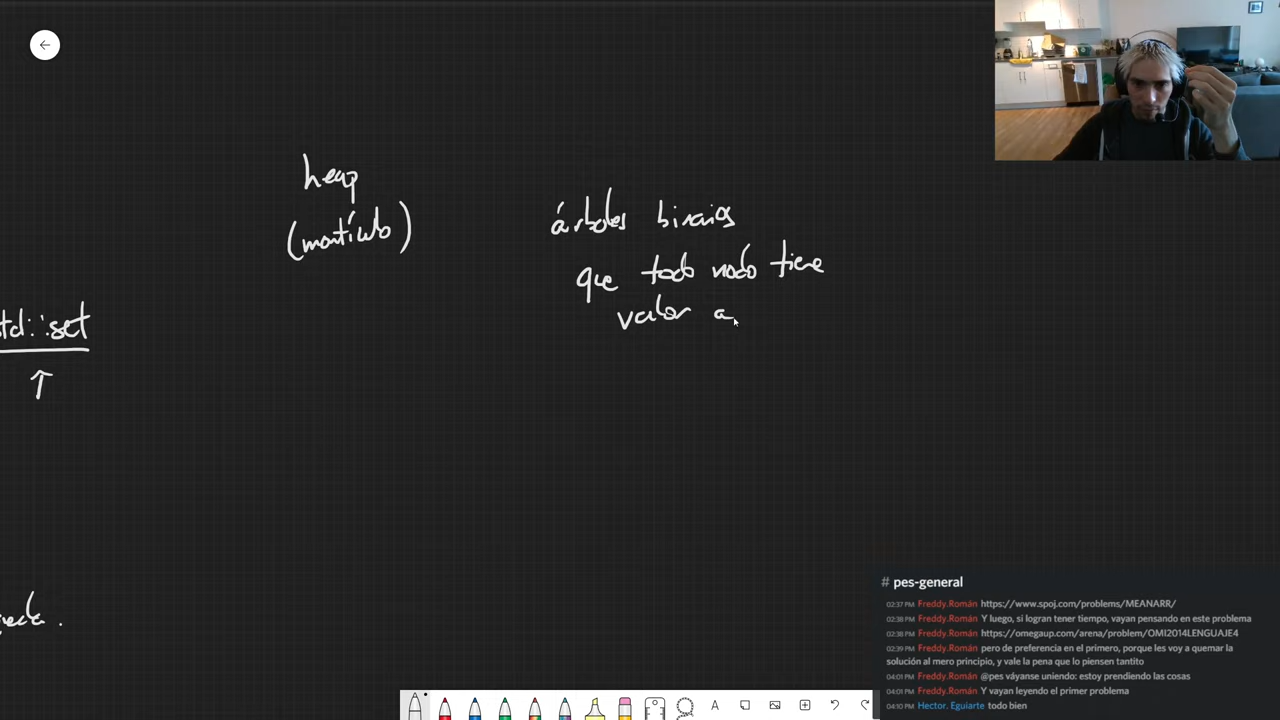 heap
(montículo)
árboles binarios
que todo nodo tiene
valor a
td::set
↑
.
# pes-general
02:37 PM Freddy.Román https://www.spoj.com/problems/MEANARR/
02:38 PM Freddy.Román Y luego, si logran tener tiempo, vayan pensando en este problema
02:38 PM Freddy.Román https://omegaup.com/arena/problem/OMI2014LENGUAJE4
02:39 PM Freddy.Román pero de preferencia en el primero, porque les voy a quemar la
solución al mero principio, y vale la pena que lo piensen tantito
04:01 PM Freddy.Román @pes váyanse uniendo: estoy prendiendo las cosas
04:01 PM Freddy.Román Y vayan leyendo el primer problema
04:10 PM Hector. Eguiarte todo bien